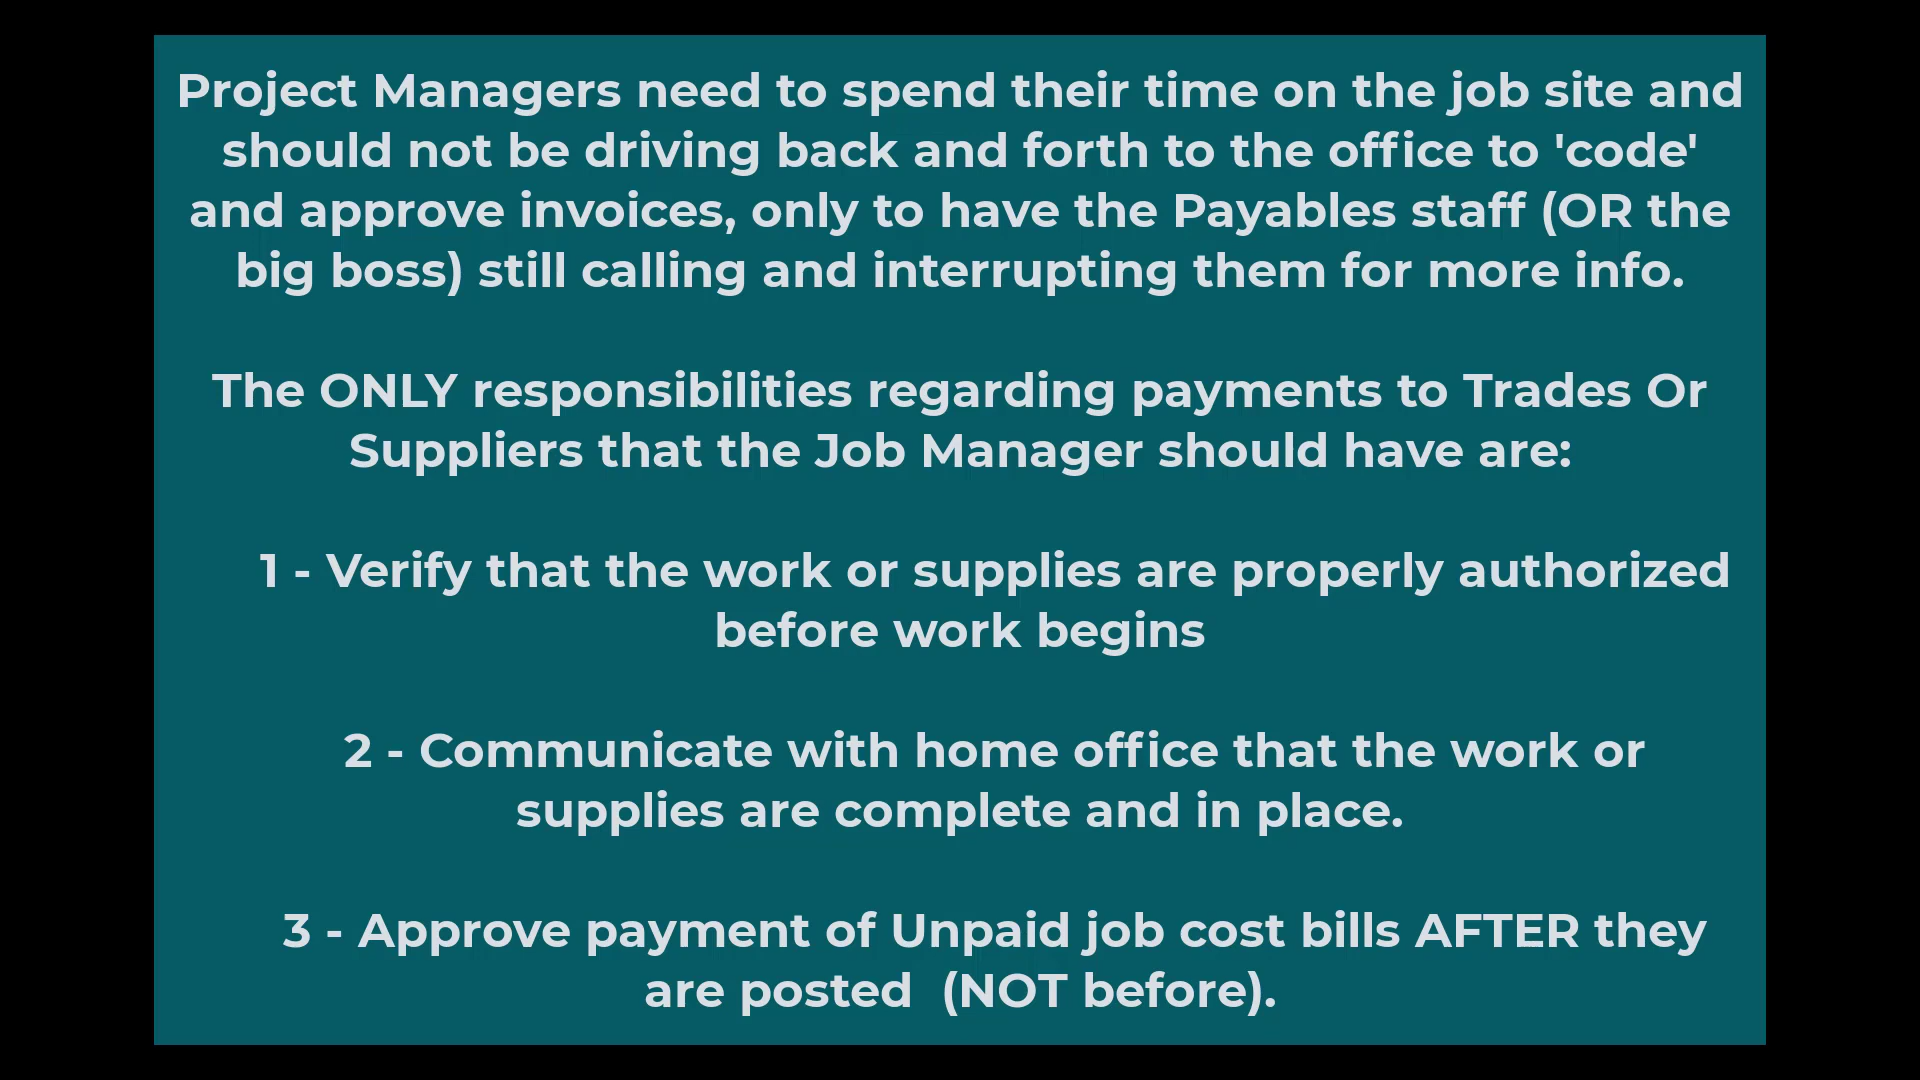 Project Managers need to spend their time on the job site and
should not be driving back and forth to the office to 'code'
and approve invoices, only to have the Payables staff (OR the
big boss) still calling and interrupting them for more info.
The ONLY responsibilities regarding payments to Trades Or
Suppliers that the Job Manager should have are:
1 - Verify that the work or supplies are properly authorized
before work begins
2 - Communicate with home office that the work or
supplies are complete and in place.
3 - Approve payment of Unpaid job cost bills AFTER they
are posted  (NOT before).